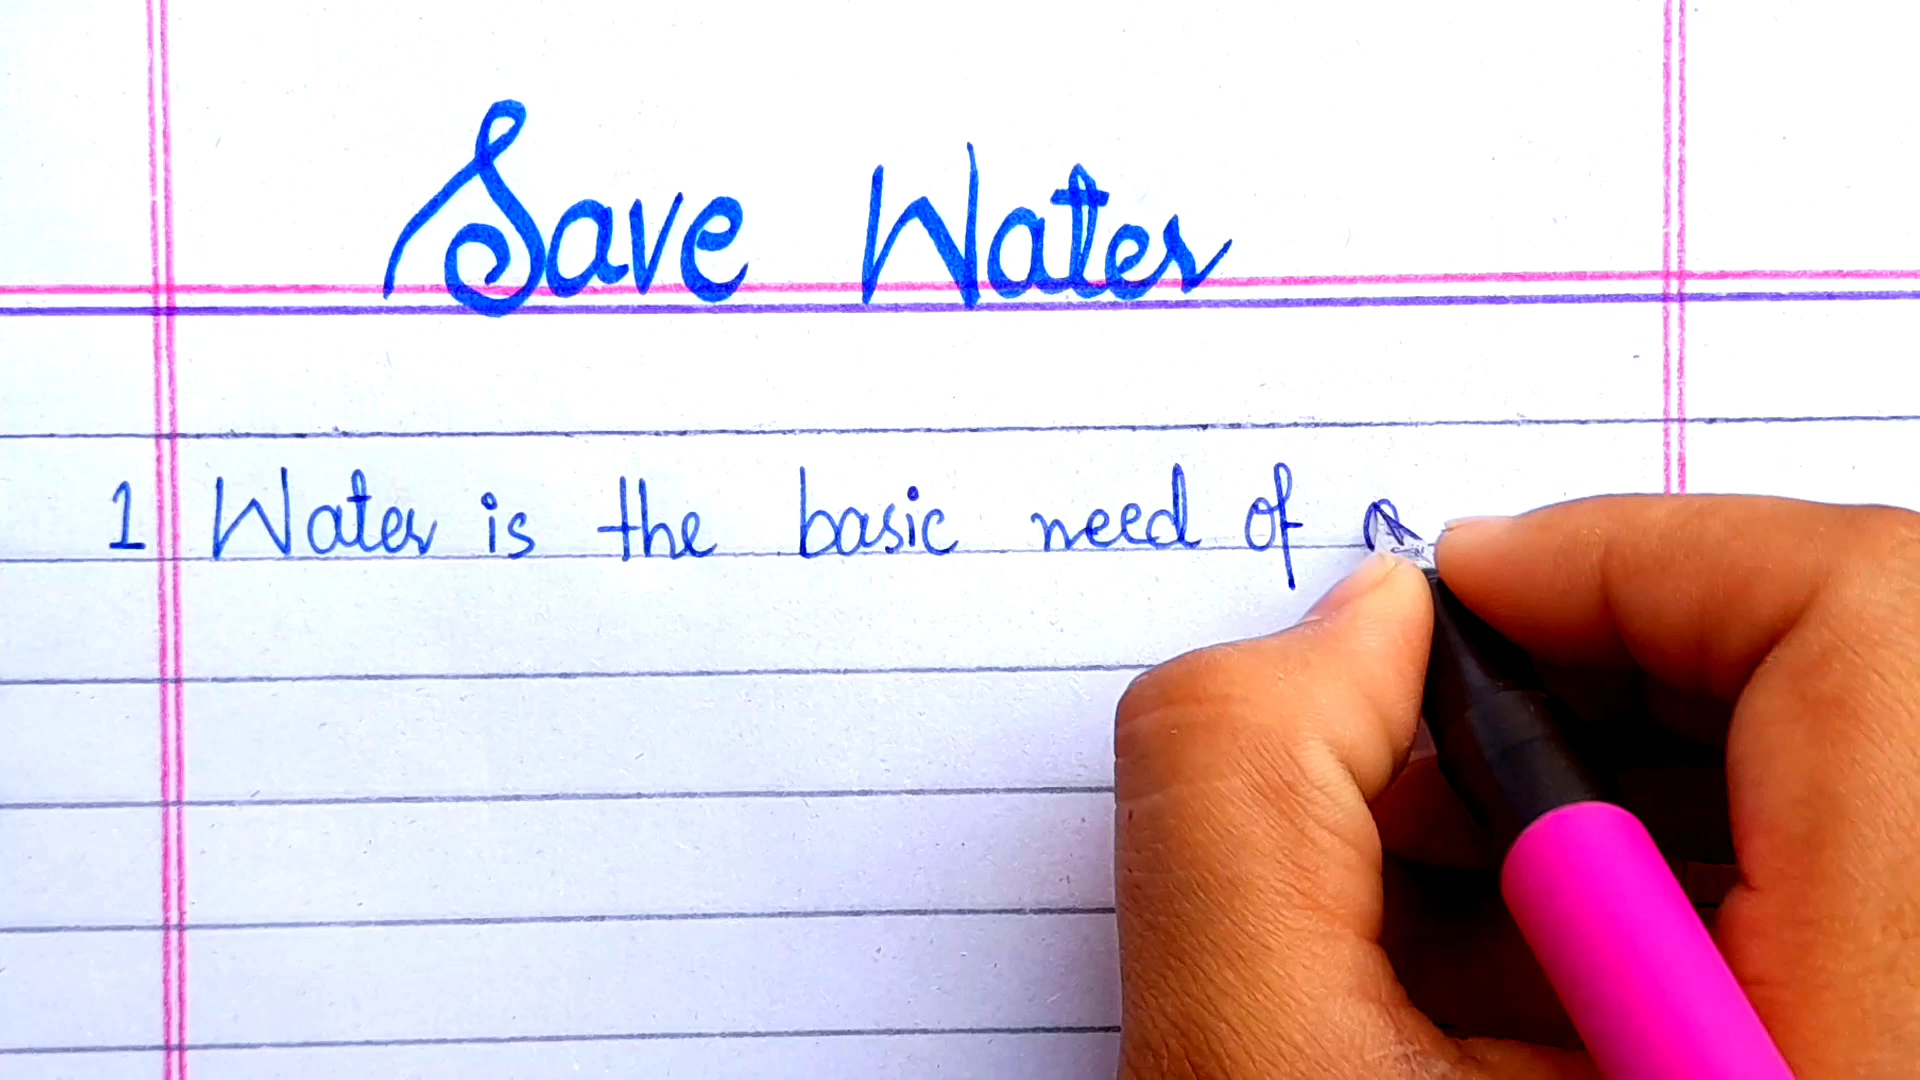 Save Water
1 Water is the basic need of